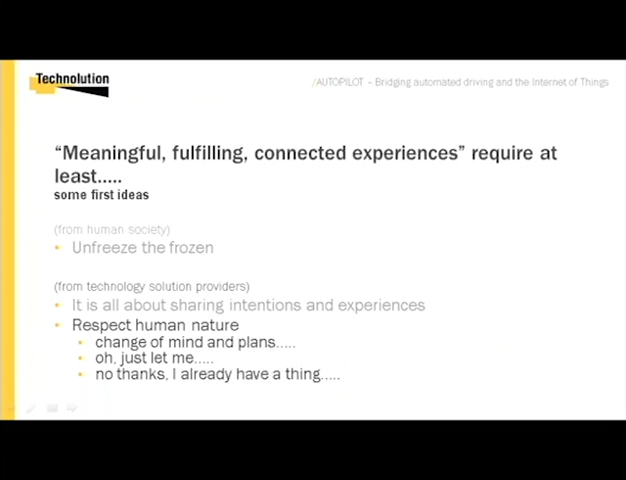 Technolution
/AUTOPILOT – Bridging automated driving and the Internet of Things
“Meaningful, fulfilling, connected experiences” require at
least.....
some first ideas
(from human society)
• Unfreeze the frozen
(from technology solution providers)
• It is all about sharing intentions and experiences
• Respect human nature
• change of mind and plans.....
• oh, just let me.....
• no thanks, I already have a thing.....